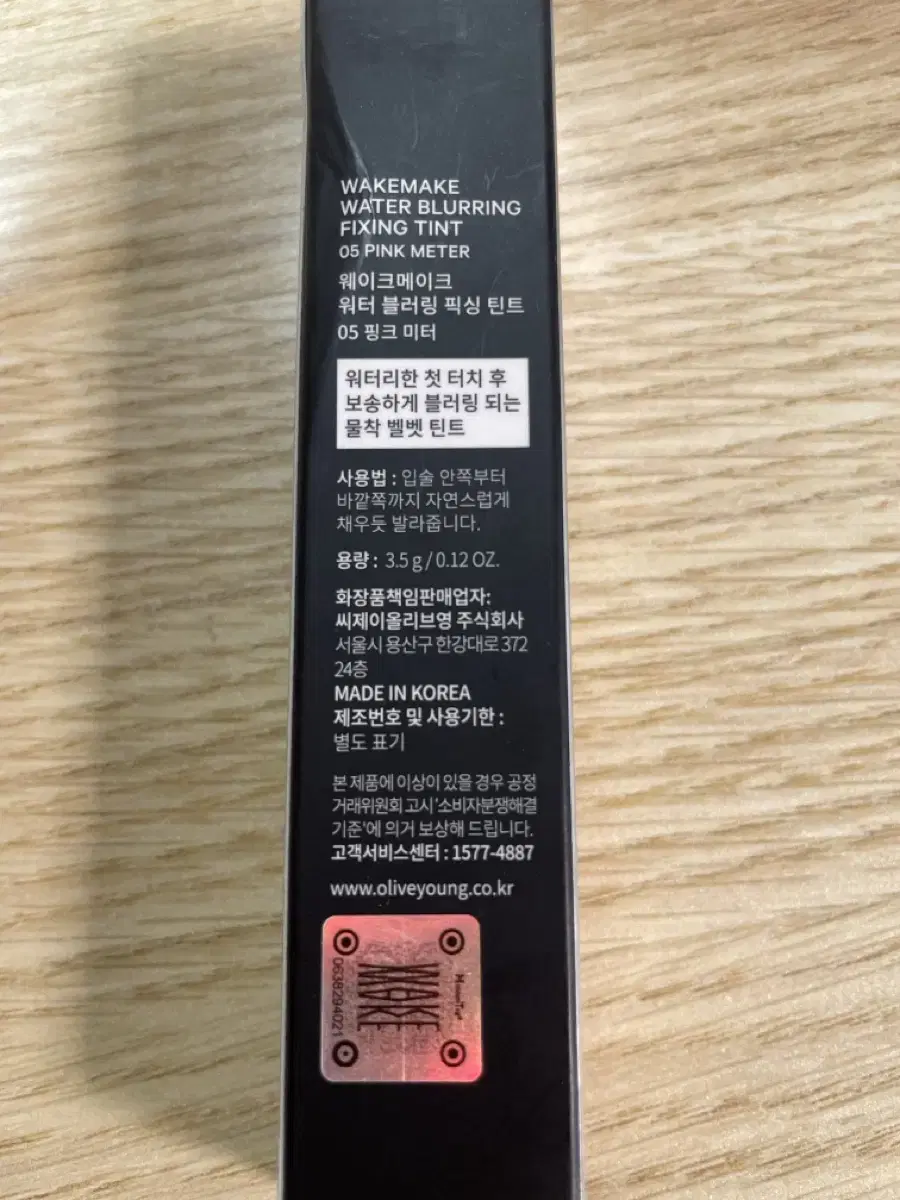 WAKEMAKE
WATER BLURRING
FIXING TINT
05 PINK METER
웨이크메이크
워터 블러링 픽싱 틴트
05 핑크 미터
워터리한 첫 터치 후
보송하게 블러링 되는
물착 벨벳 틴트
사용법 : 입술 안쪽부터
바깥쪽까지 자연스럽게
채우듯 발라줍니다.
용량 : 3.5 g / 0.12 OZ.
화장품책임판매업자:
씨제이올리브영 주식회사
서울시 용산구 한강대로 372
24층
MADE IN KOREA
제조번호 및 사용기한 :
별도 표기
본 제품에 이상이 있을 경우 공정
거래위원회 고시 '소비자분쟁해결
기준'에 의거 보상해 드립니다.
고객서비스센터 : 1577-4887
www.oliveyoung.co.kr
WAKE
MAKE
0638294021